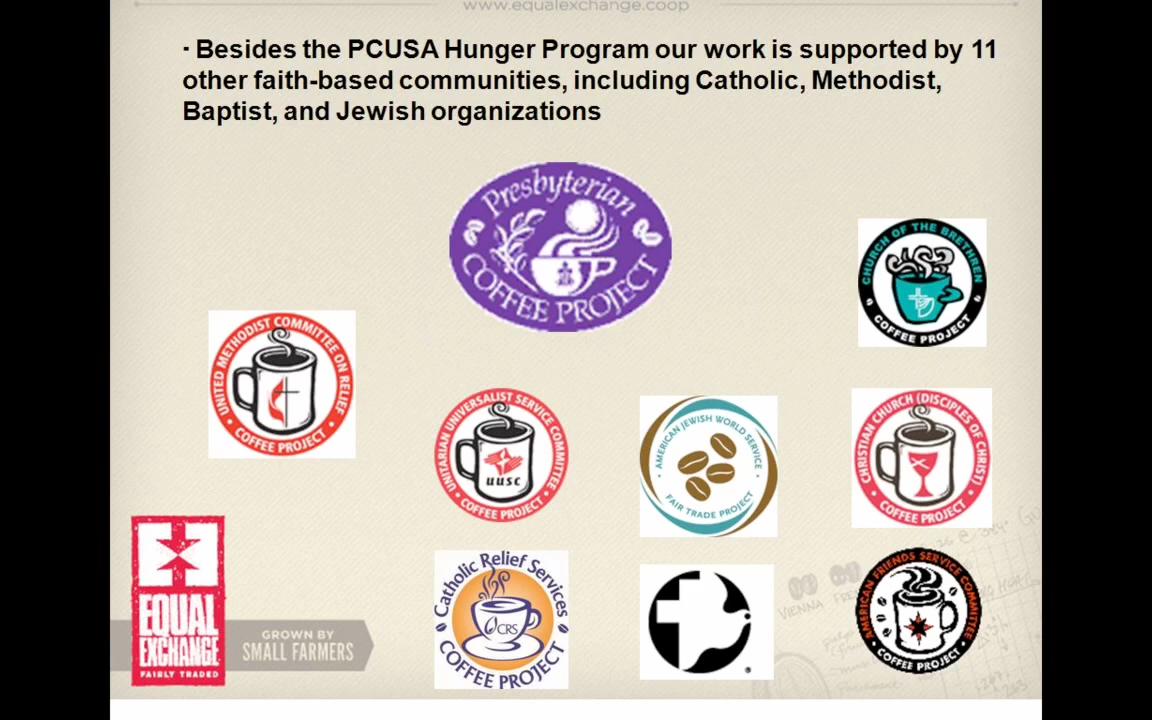 www.equalexchange.coop
· Besides the PCUSA Hunger Program our work is supported by 11
other faith-based communities, including Catholic, Methodist,
Baptist, and Jewish organizations
Presbyterian
COFFEE PROJECT
CHURCH OF THE BRETHREN
COFFEE PROJECT
UNITED METHODIST COMMITTEE ON RELIEF
COFFEE PROJECT
UNITARIAN UNIVERSALIST SERVICE COMMITTEE
UUSC
COFFEE PROJECT
AMERICAN JEWISH WORLD SERVICE
FAIR TRADE PROJECT
CHRISTIAN CHURCH (DISCIPLES OF CHRIST)
COFFEE PROJECT
EQUAL
EXCHANGE
FAIRLY TRADED
GROWN BY
SMALL FARMERS
Catholic Relief Services
CRS
COFFEE PROJECT
AMERICAN FRIENDS SERVICE COMMITTEE
COFFEE PROJECT
VIENNA